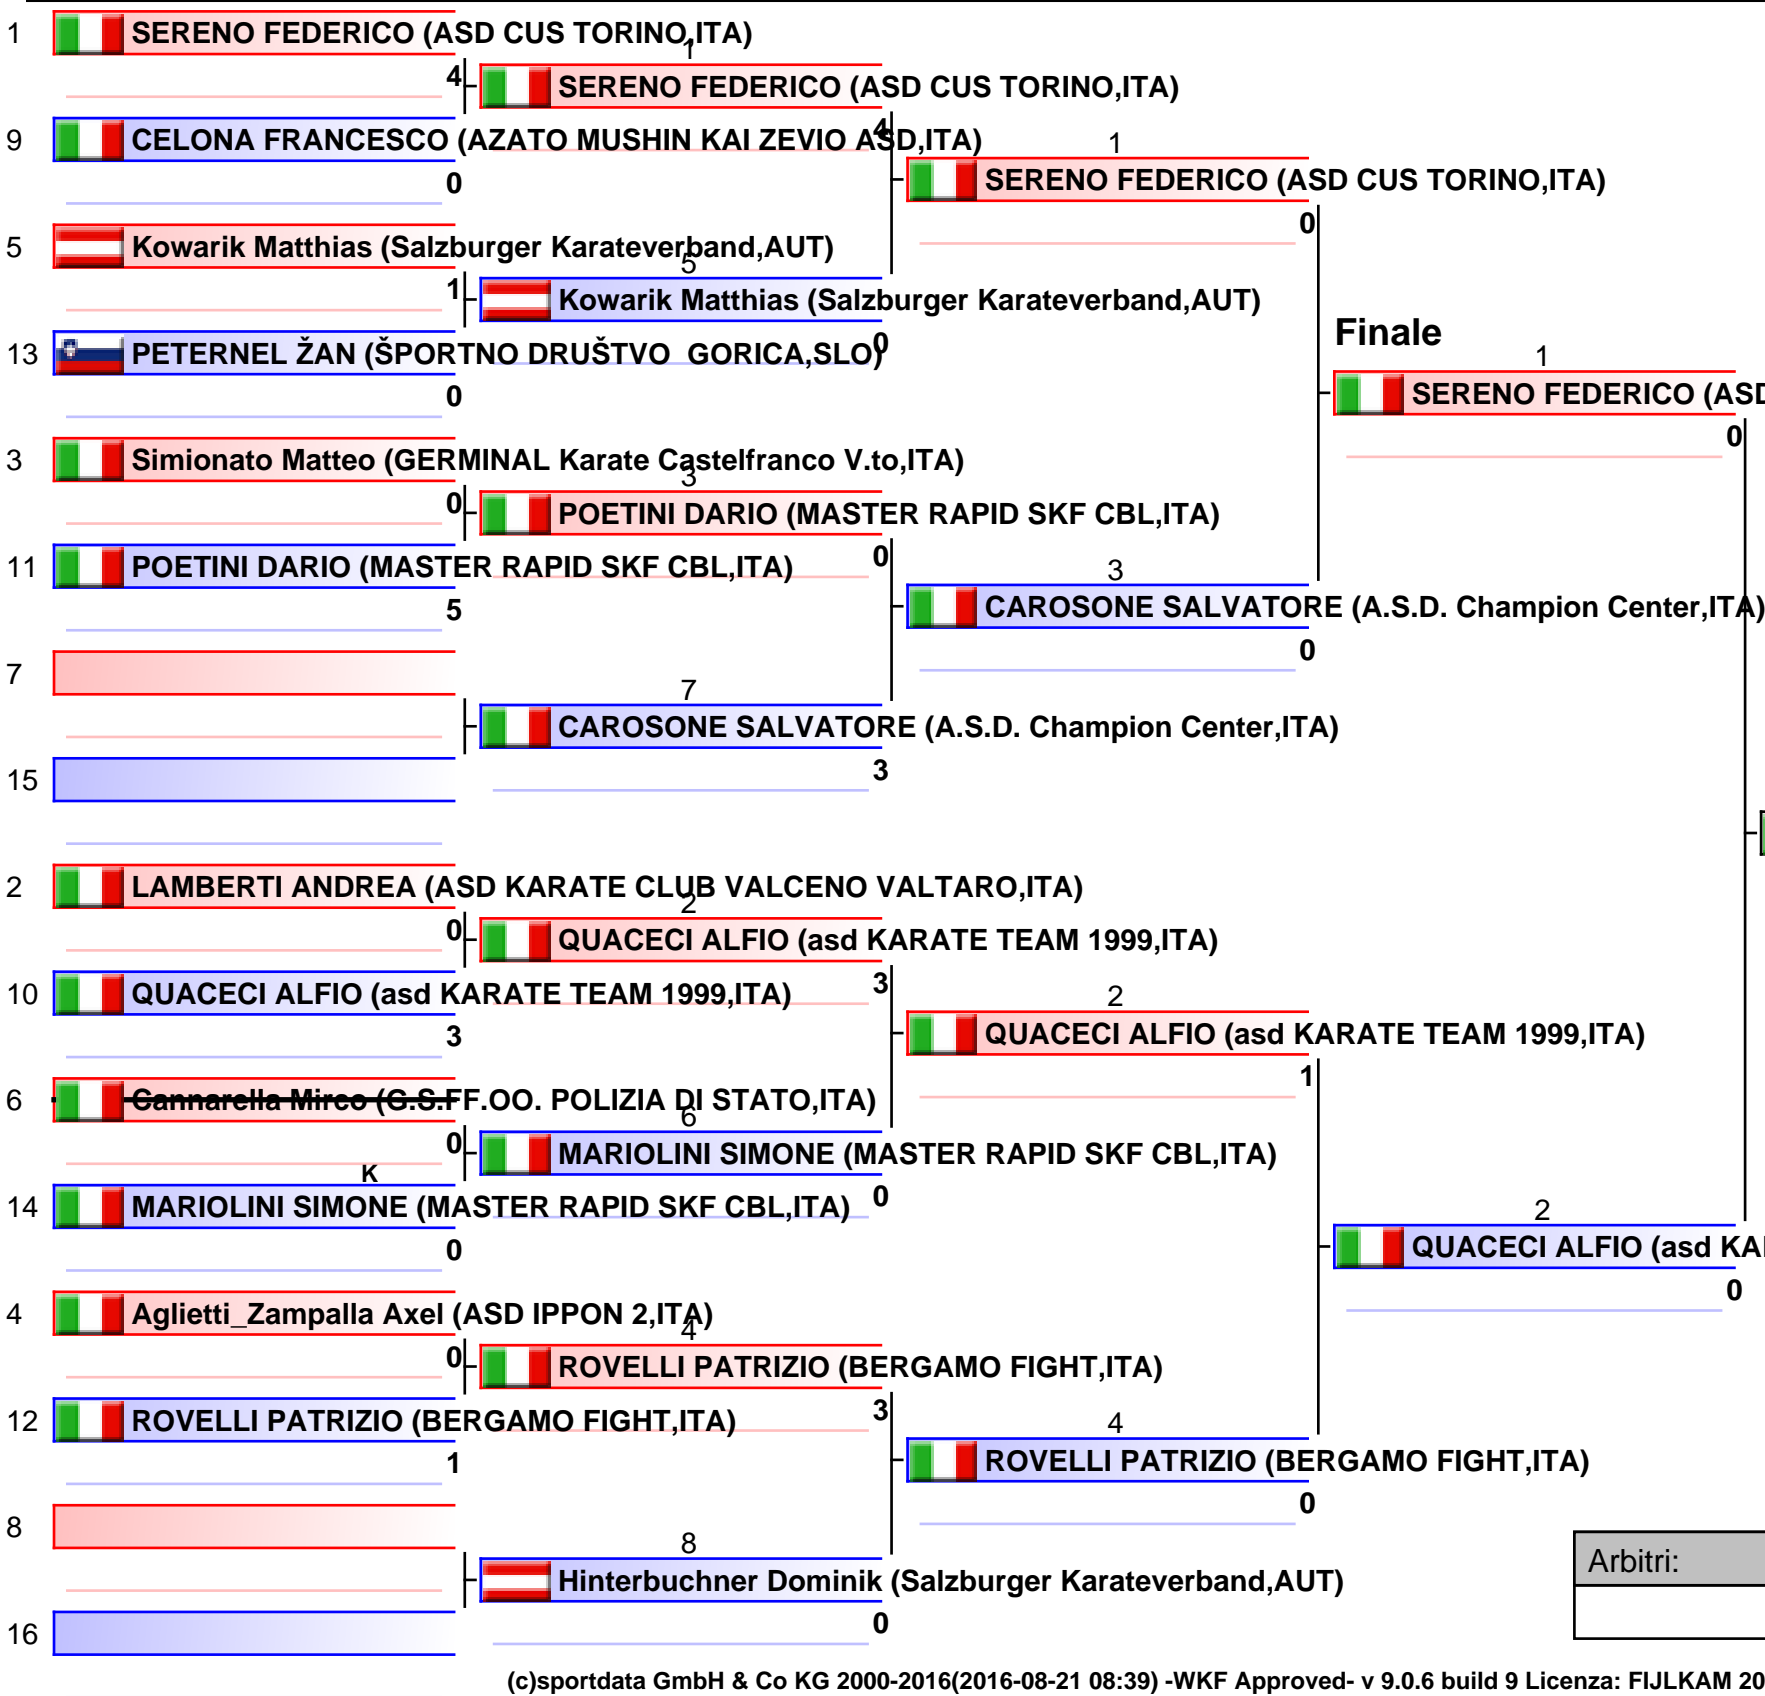 1 SERENO FEDERICO (ASD CUS TORINO,ITA)
1
4 SERENO FEDERICO (ASD CUS TORINO,ITA)
9 CELONA FRANCESCO (AZATO MUSHIN KAI ZEVIO ASD,ITA)
4
1
0
SERENO FEDERICO (ASD CUS TORINO,ITA)
0
5 Kowarik Matthias (Salzburger Karateverband,AUT)
5
1 Kowarik Matthias (Salzburger Karateverband,AUT)
Finale
13 PETERNEL ŽAN (ŠPORTNO DRUŠTVO GORICA,SLO)
0
1
0
SERENO FEDERICO (ASD
0
3 Simionato Matteo (GERMINAL Karate Castelfranco V.to,ITA)
3
0 POETINI DARIO (MASTER RAPID SKF CBL,ITA)
0
11 POETINI DARIO (MASTER RAPID SKF CBL,ITA)
3
5
CAROSONE SALVATORE (A.S.D. Champion Center,ITA)
0
7
7
CAROSONE SALVATORE (A.S.D. Champion Center,ITA)
3
15
2 LAMBERTI ANDREA (ASD KARATE CLUB VALCENO VALTARO,ITA)
2
0 QUACECI ALFIO (asd KARATE TEAM 1999,ITA)
3
10 QUACECI ALFIO (asd KARATE TEAM 1999,ITA)
2
3
QUACECI ALFIO (asd KARATE TEAM 1999,ITA)
1
6 Cannarella Mirco (G.S.FF.OO. POLIZIA DI STATO,ITA)
6
0 MARIOLINI SIMONE (MASTER RAPID SKF CBL,ITA)
K
0
14 MARIOLINI SIMONE (MASTER RAPID SKF CBL,ITA)
2
0
QUACECI ALFIO (asd KA
0
4 Aglietti_Zampalla Axel (ASD IPPON 2,ITA)
4
0 ROVELLI PATRIZIO (BERGAMO FIGHT,ITA)
3
12 ROVELLI PATRIZIO (BERGAMO FIGHT,ITA)
4
1
ROVELLI PATRIZIO (BERGAMO FIGHT,ITA)
0
8
8
Arbitri:
Hinterbuchner Dominik (Salzburger Karateverband,AUT)
0
16
(c)sportdata GmbH & Co KG 2000-2016(2016-08-21 08:39) -WKF Approved- v 9.0.6 build 9 Licenza: FIJLKAM 20